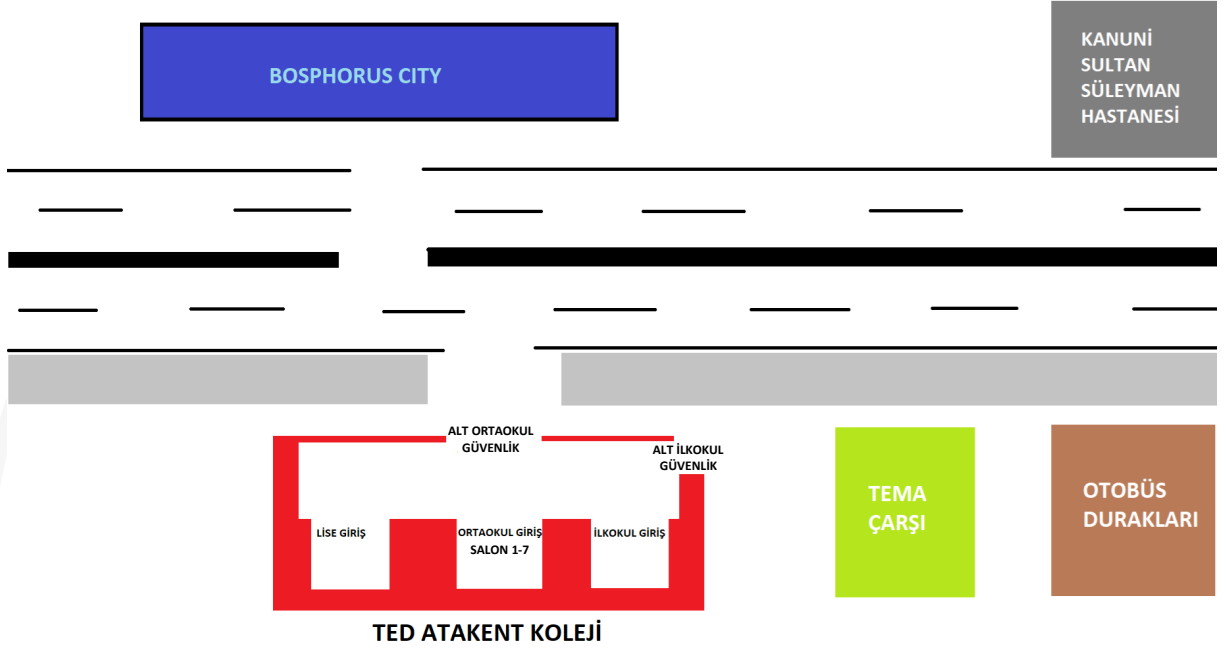 BOSPHORUS CITY
KANUNİ
SULTAN
SÜLEYMAN
HASTANESİ
ALT ORTAOKUL
GÜVENLİK
ALT İLKOKUL
GÜVENLİK
LİSE GİRİŞ
ORTAOKUL GİRİŞ
SALON 1-7
İLKOKUL GİRİŞ
TEMA
ÇARŞI
OTOBÜS
DURAKLARI
TED ATAKENT KOLEJİ